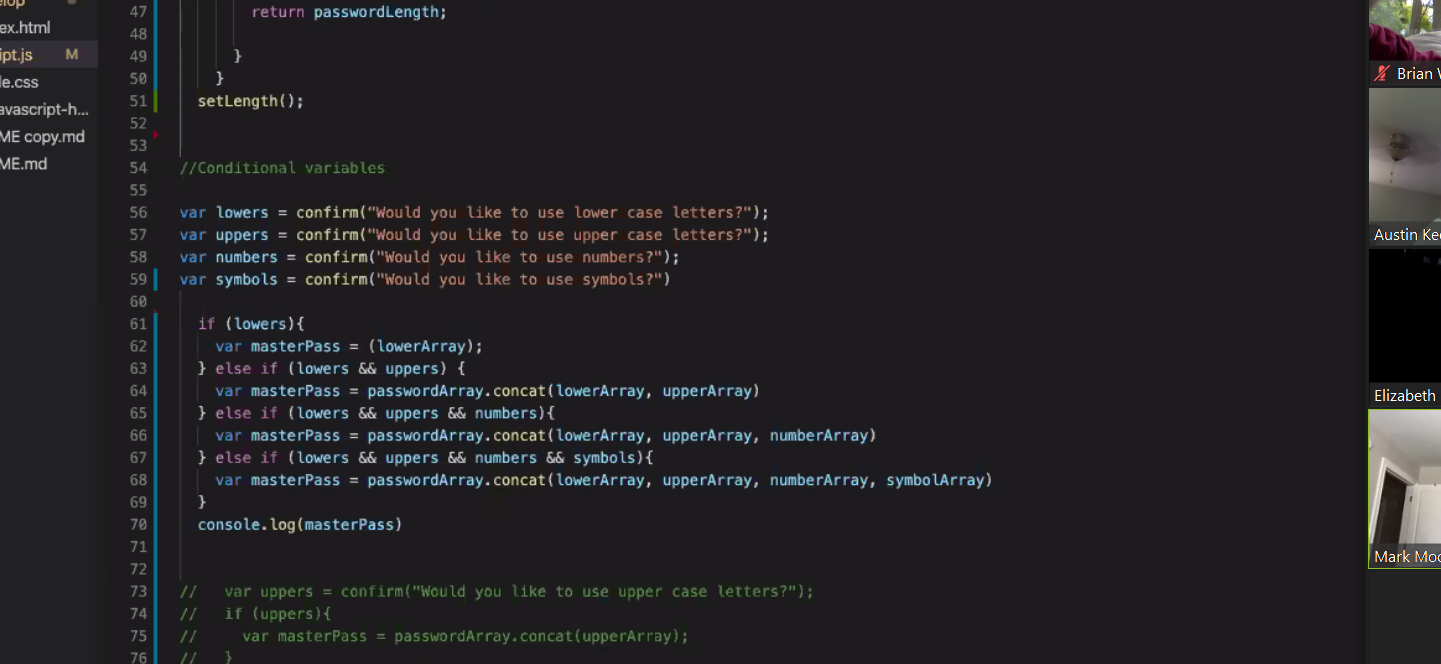 ex.html
ipt.js M
le.css
avascript-h...
ME copy.md
ME.md
47 return passwordLength;
48
49 }
50 }
51 setLength();
52
53
54 //Conditional variables
55
56 var lowers = confirm("Would you like to use lower case letters?");
57 var uppers = confirm("Would you like to use upper case letters?");
58 var numbers = confirm("Would you like to use numbers?");
59 var symbols = confirm("Would you like to use symbols?")
60
61 if (lowers){
62 var masterPass = (lowerArray);
63 } else if (lowers && uppers) {
64 var masterPass = passwordArray.concat(lowerArray, upperArray)
65 } else if (lowers && uppers && numbers){
66 var masterPass = passwordArray.concat(lowerArray, upperArray, numberArray)
67 } else if (lowers && uppers && numbers && symbols){
68 var masterPass = passwordArray.concat(lowerArray, upperArray, numberArray, symbolArray)
69 }
70 console.log(masterPass)
71
72
73 // var uppers = confirm("Would you like to use upper case letters?");
74 // if (uppers){
75 // var masterPass = passwordArray.concat(upperArray);
76 // }
Brian
Austin
Elizabeth
Mark